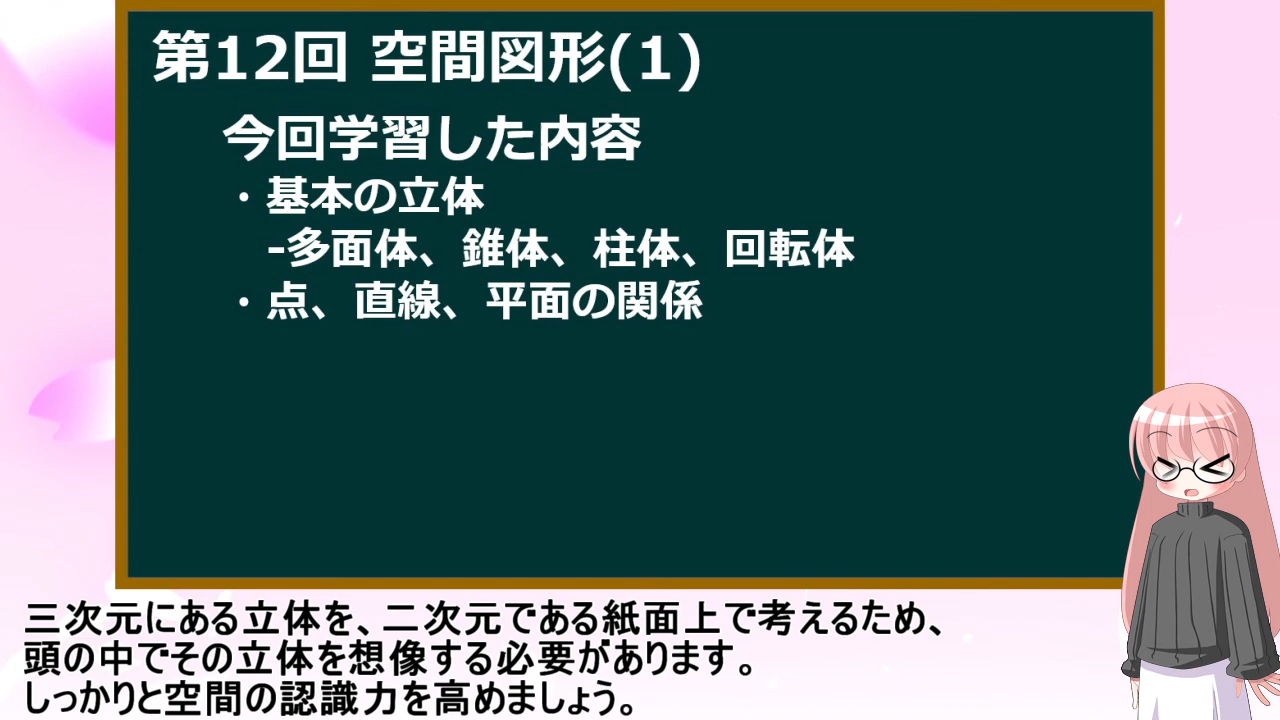 第12回 空間図形(1)
今回学習した内容
・基本の立体
-多面体、錐体、柱体、回転体
・点、直線、平面の関係
三次元にある立体を、二次元である紙面上で考えるため、
頭の中でその立体を想像する必要があります。
しっかりと空間の認識力を高めましょう。